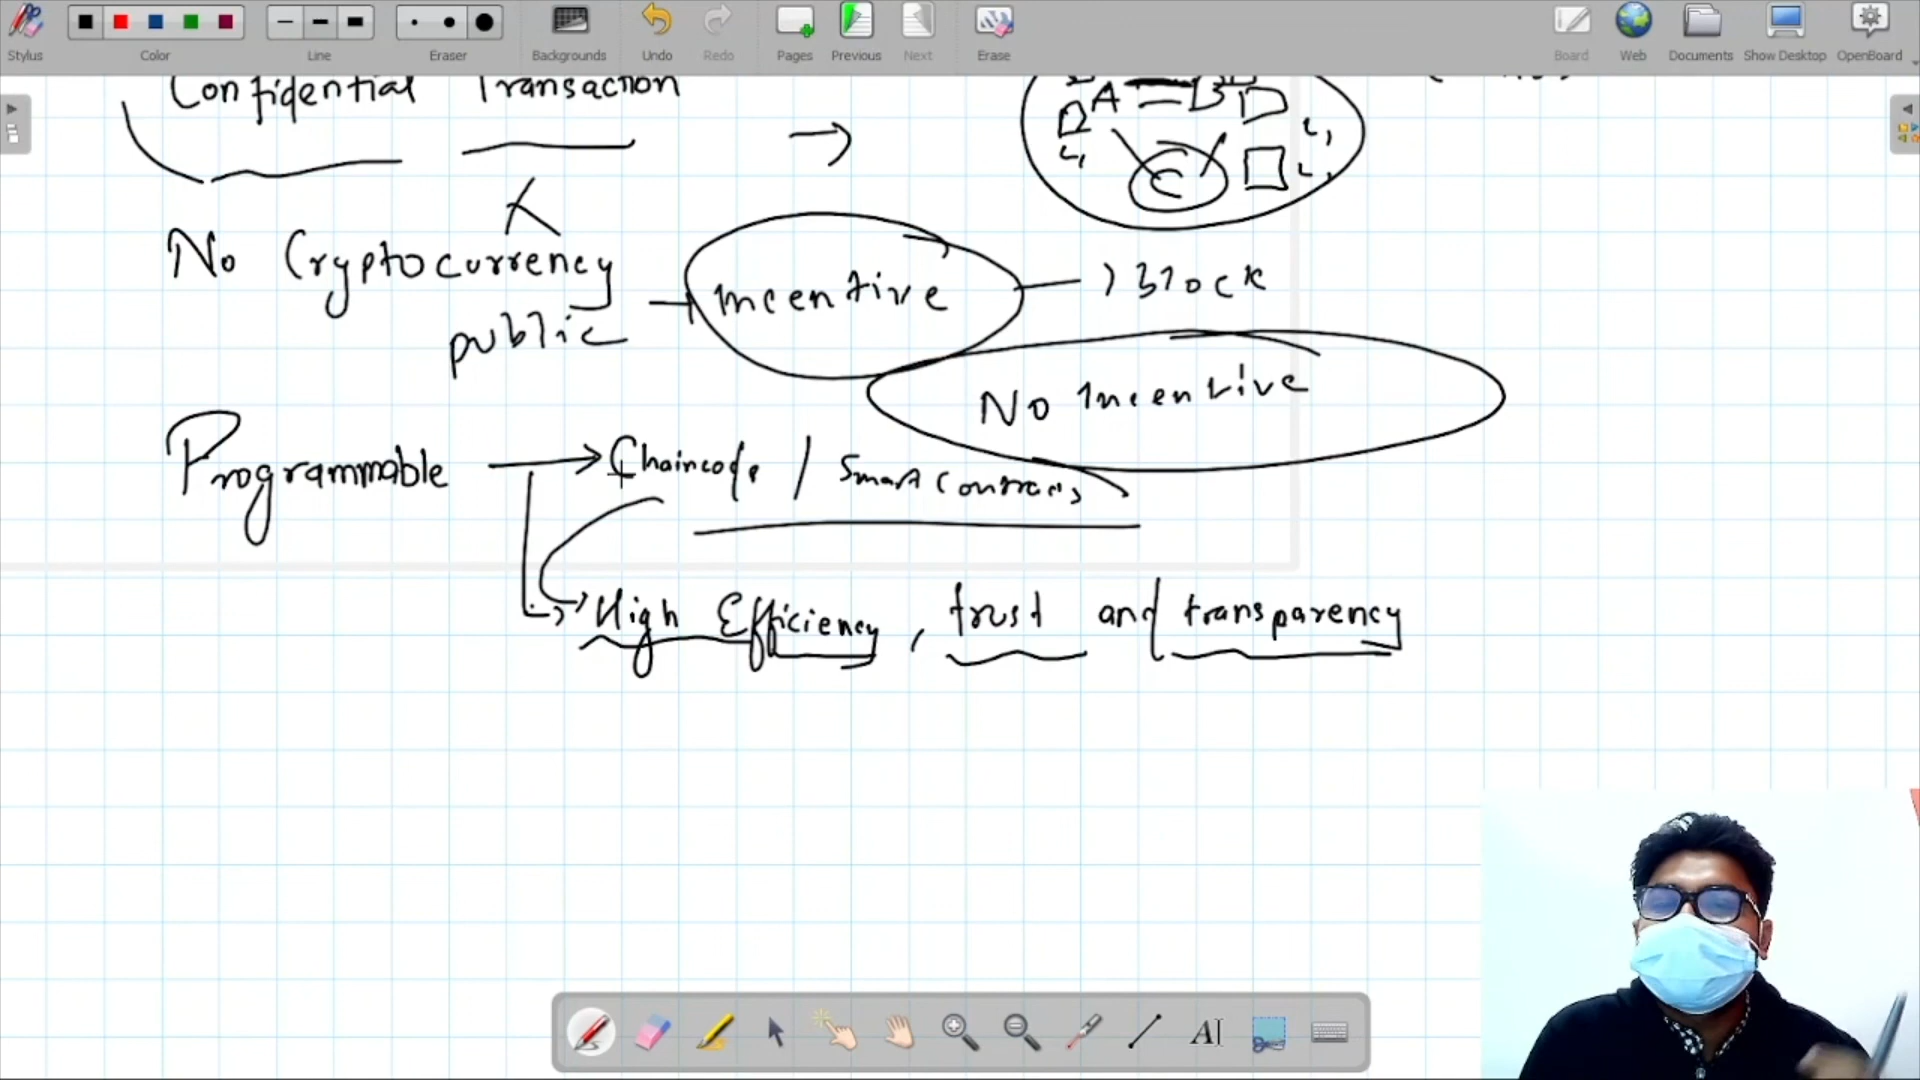 Stylus Color Line Eraser Backgrounds Undo Redo Pages Previous Next Erase Board Web Documents Show Desktop OpenBoard
Confidential Transaction
A B
C
No Cryptocurrency
public
incentive
Block
No Incentive
Programmable
Chaincode / Smart Contracts
High Efficiency, trust and transparency